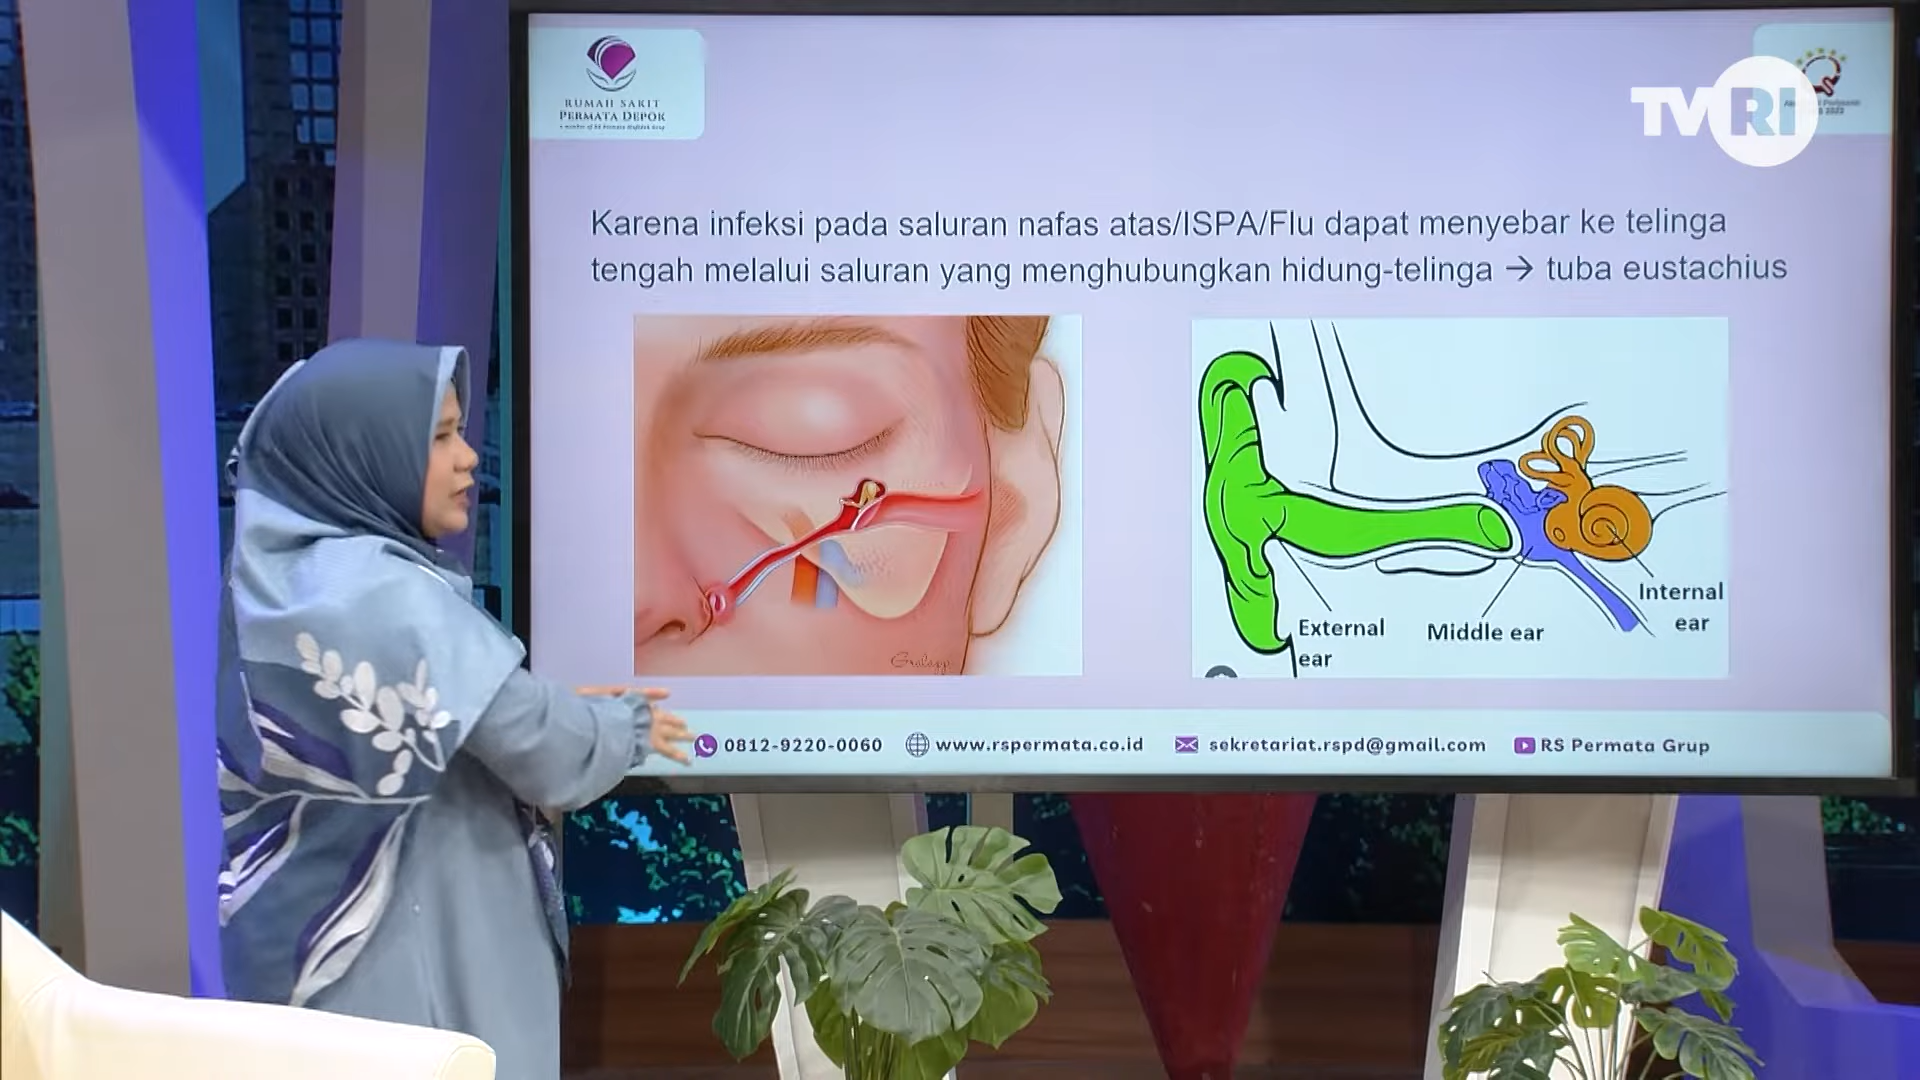 RUMAH SAKIT
PERMATA DEPOK
TVRI
Karena infeksi pada saluran nafas atas/ISPA/Flu dapat menyebar ke telinga
tengah melalui saluran yang menghubungkan hidung-telinga → tuba eustachius
External
ear
Middle ear
Internal
ear
0812-9220-0060
www.rspermata.co.id
sekretariat.rspd@gmail.com
RS Permata Grup